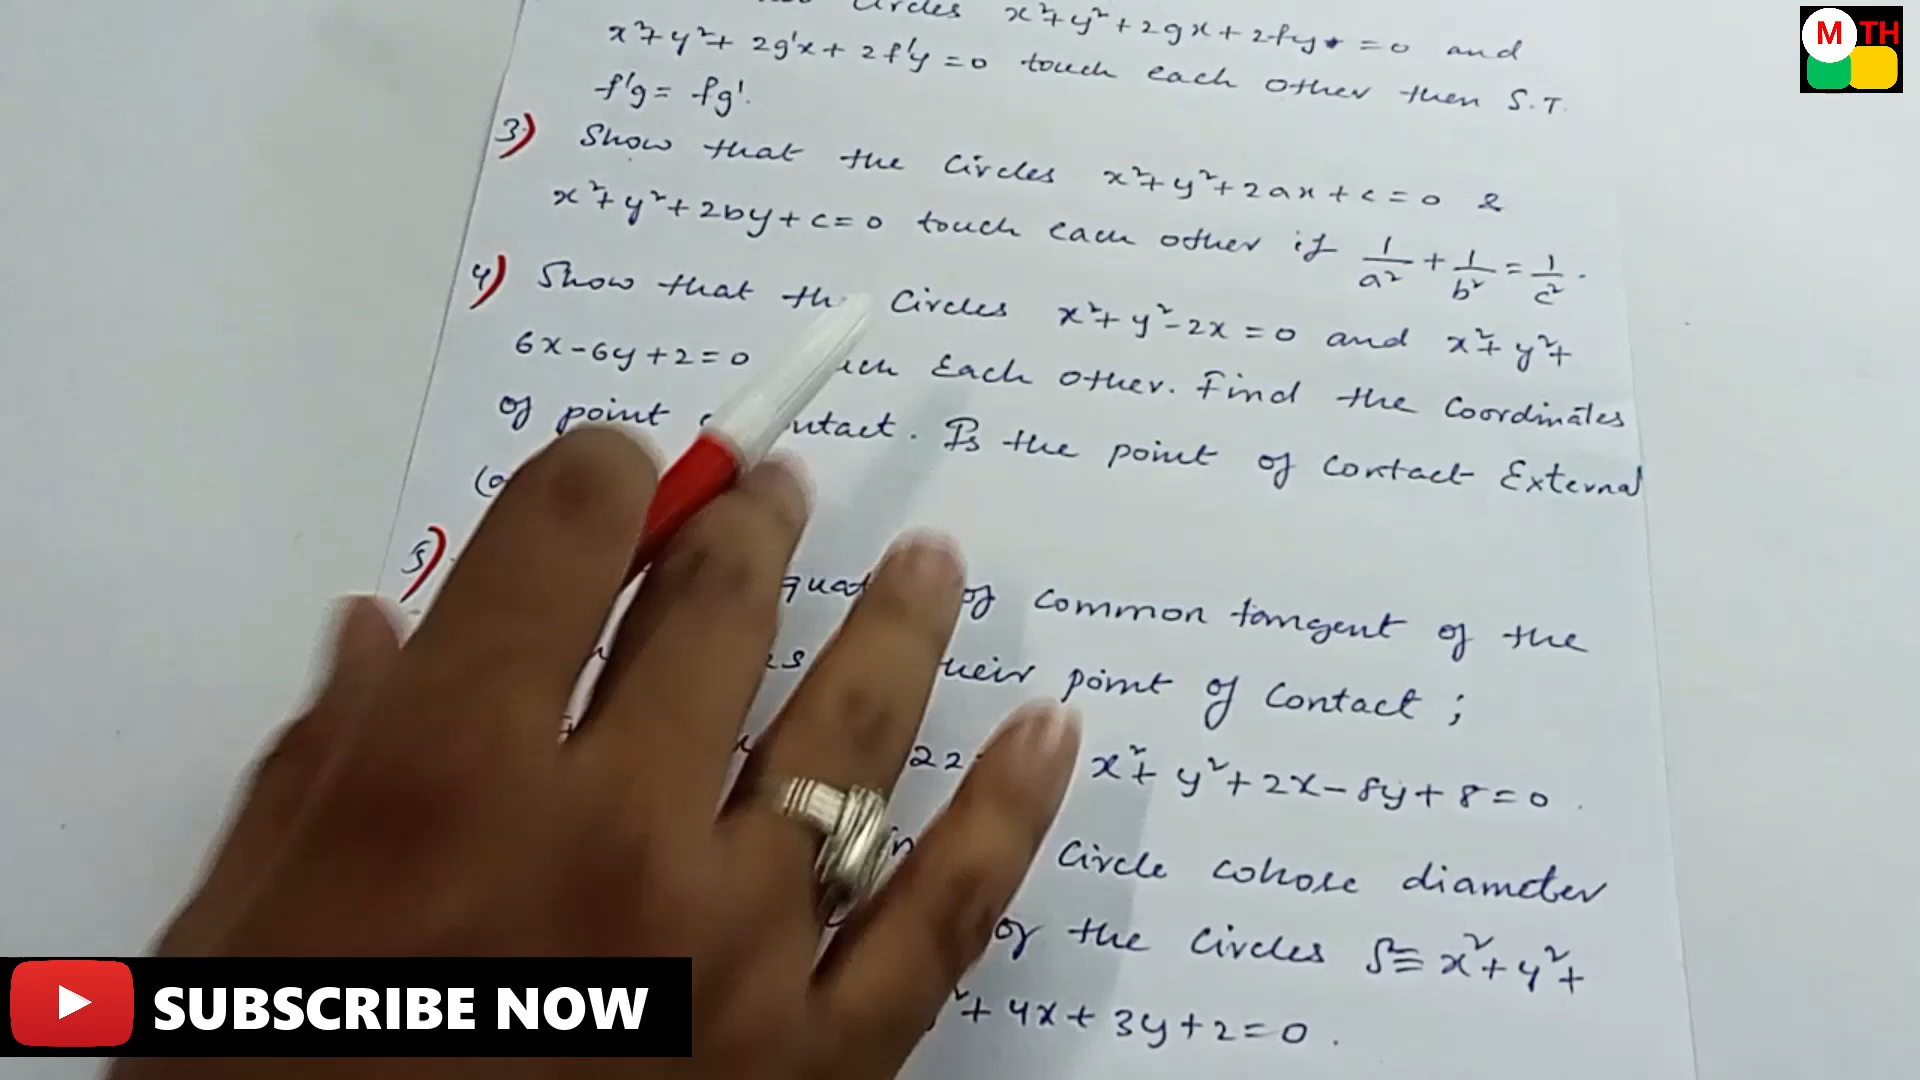 Circles x²+y²+2gx+2fy = 0 and
x²+y²+2g'x+2f'y=0 touch each other then S.T.
f'g = fg'.
3) Show that the Circles x²+y²+2ax+c=0 &
x²+y²+2by+c=0 touch each other if 1/a² + 1/b² = 1/c².
4) Show that the Circles x²+y²-2x=0 and x²+y²+
6x-6y+2=0 each other. Find the Coordinates
of point contact. Is the point of contact External
5) of common tangent of the
their point of Contact ;
22 x²+y²+2x-8y+8=0.
Circle whose diameter
of the circles S≡x²+y²+
+4x+3y+2=0.
M TH
SUBSCRIBE NOW